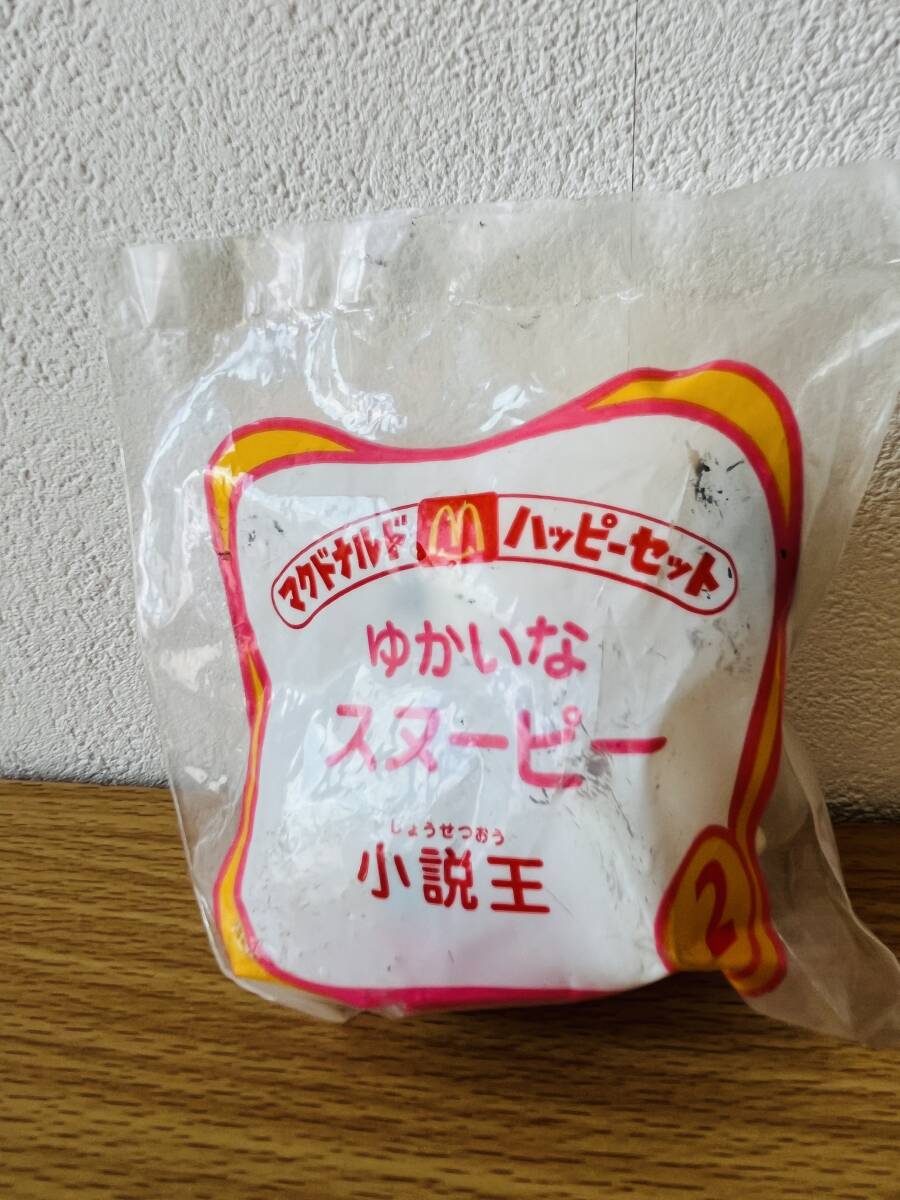 マクドナルド ハッピーセット
ゆかいな
スヌーピー
しょうせつおう
小説王
2